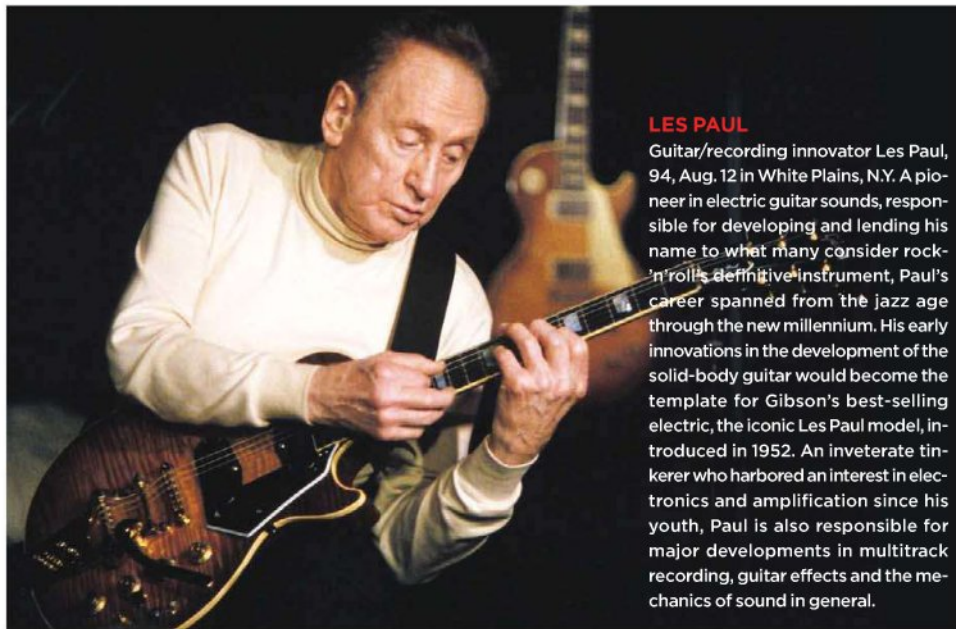 LES PAUL
Guitar/recording innovator Les Paul,
94, Aug. 12 in White Plains, N.Y. A pio-
neer in electric guitar sounds, respon-
sible for developing and lending his
name to what many consider rock-
'n'roll's definitive instrument, Paul's
career spanned from the jazz age
through the new millennium. His early
innovations in the development of the
solid-body guitar would become the
template for Gibson's best-selling
electric, the iconic Les Paul model, in-
troduced in 1952. An inveterate tin-
kerer who harbored an interest in elec-
tronics and amplification since his
youth, Paul is also responsible for
major developments in multitrack
recording, guitar effects and the me-
chanics of sound in general.